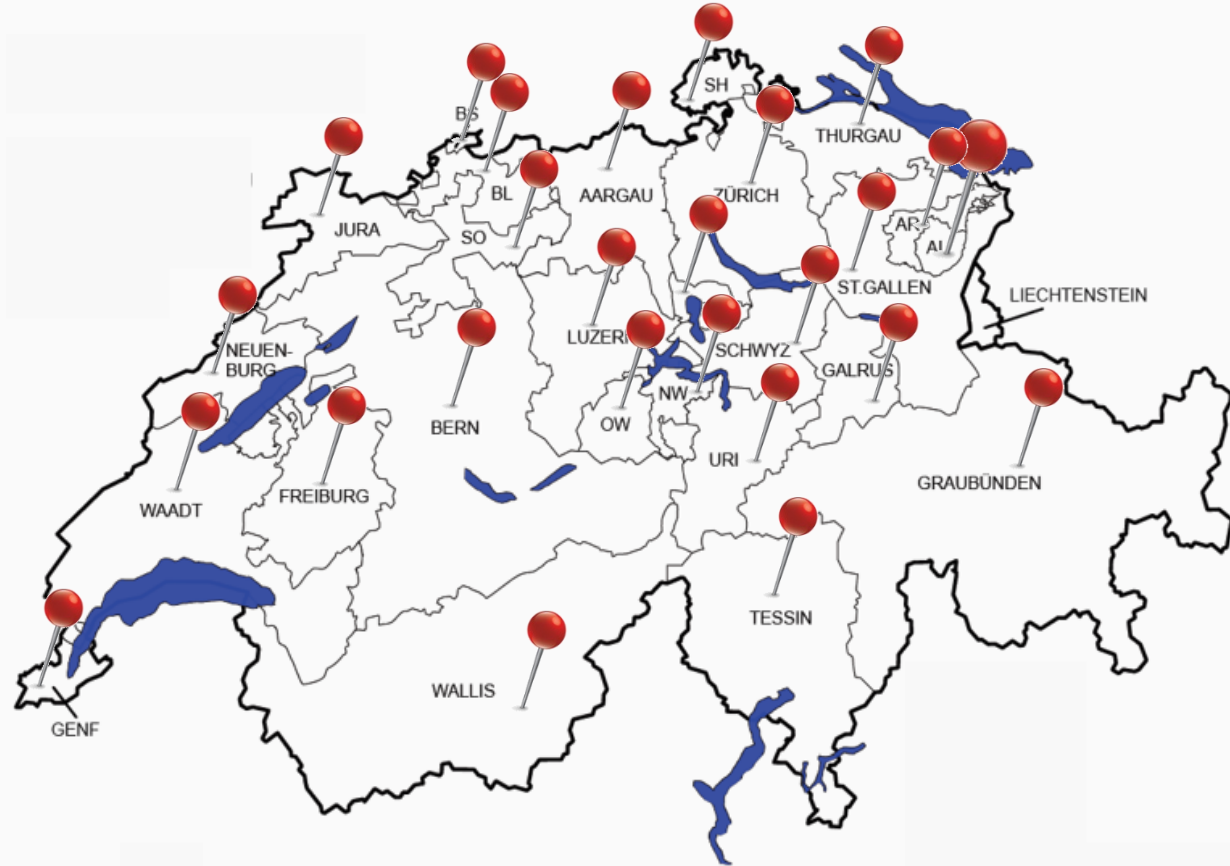 SH
BS
THURGAU
BL
AARGAU
ZÜRICH
JURA
SO
AR
AI
ST.GALLEN
LIECHTENSTEIN
NEUEN-
BURG
LUZERN
SCHWYZ
GALRUS
NW
OW
BERN
URI
GRAUBÜNDEN
WAADT
FREIBURG
TESSIN
WALLIS
GENF